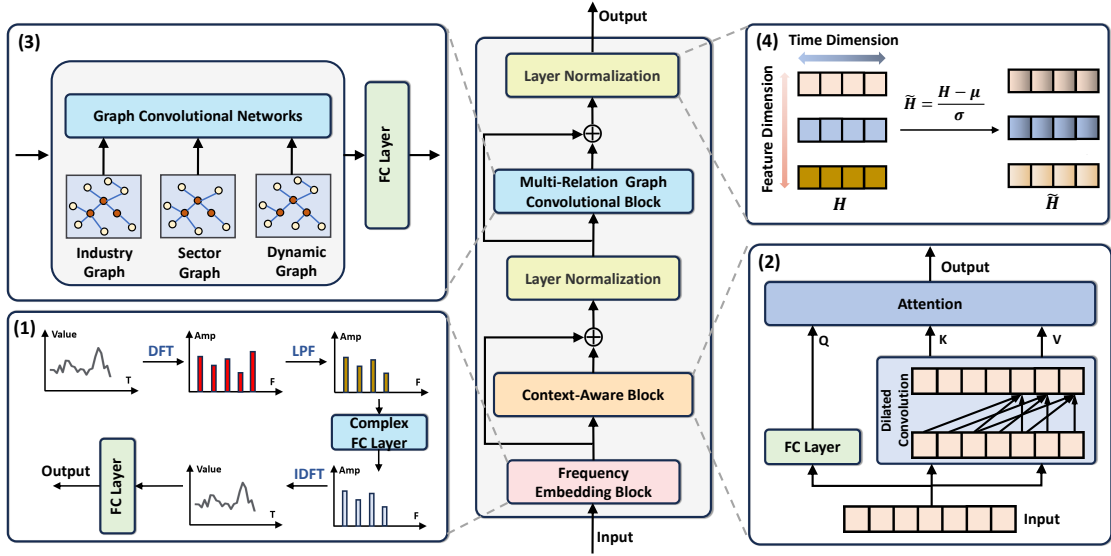 (3)
Graph Convolutional Networks
Industry
Graph
Sector
Graph
Dynamic
Graph
FC Layer
(1)
Value
T
DFT
Amp
F
LPF
Amp
F
Complex
FC Layer
Amp
F
IDFT
Value
T
FC Layer
Output
Output
Layer Normalization
Multi-Relation Graph
Convolutional Block
Layer Normalization
Context-Aware Block
Frequency
Embedding Block
Input
(4)
Time Dimension
Feature Dimension
H
H̃ = (H − μ) / σ
H̃
(2)
Output
Attention
Q
K
V
FC Layer
Dilated
Convolution
Input